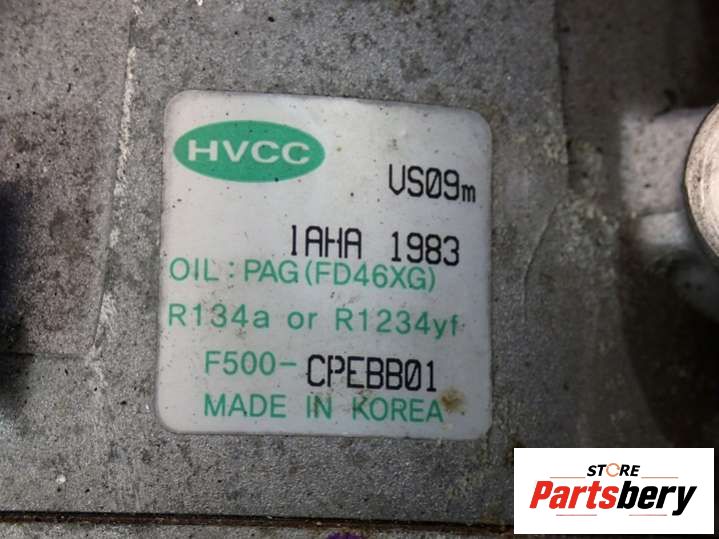 HVCC
VS09m
1AHA 1983
OIL : PAG (FD46XG)
R134a or R1234yf
F500-CPEBB01
MADE IN KOREA
STORE
Partsbery